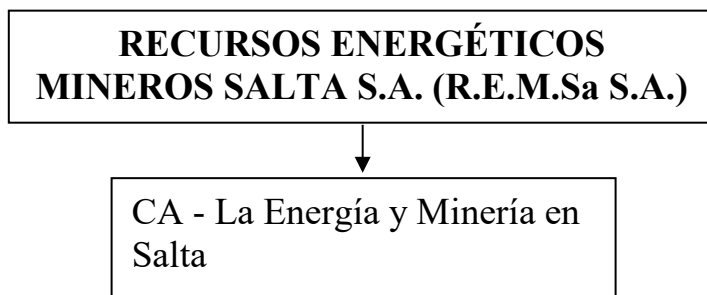 RECURSOS ENERGÉTICOS
MINEROS SALTA S.A. (R.E.M.Sa S.A.)
CA - La Energía y Minería en
Salta